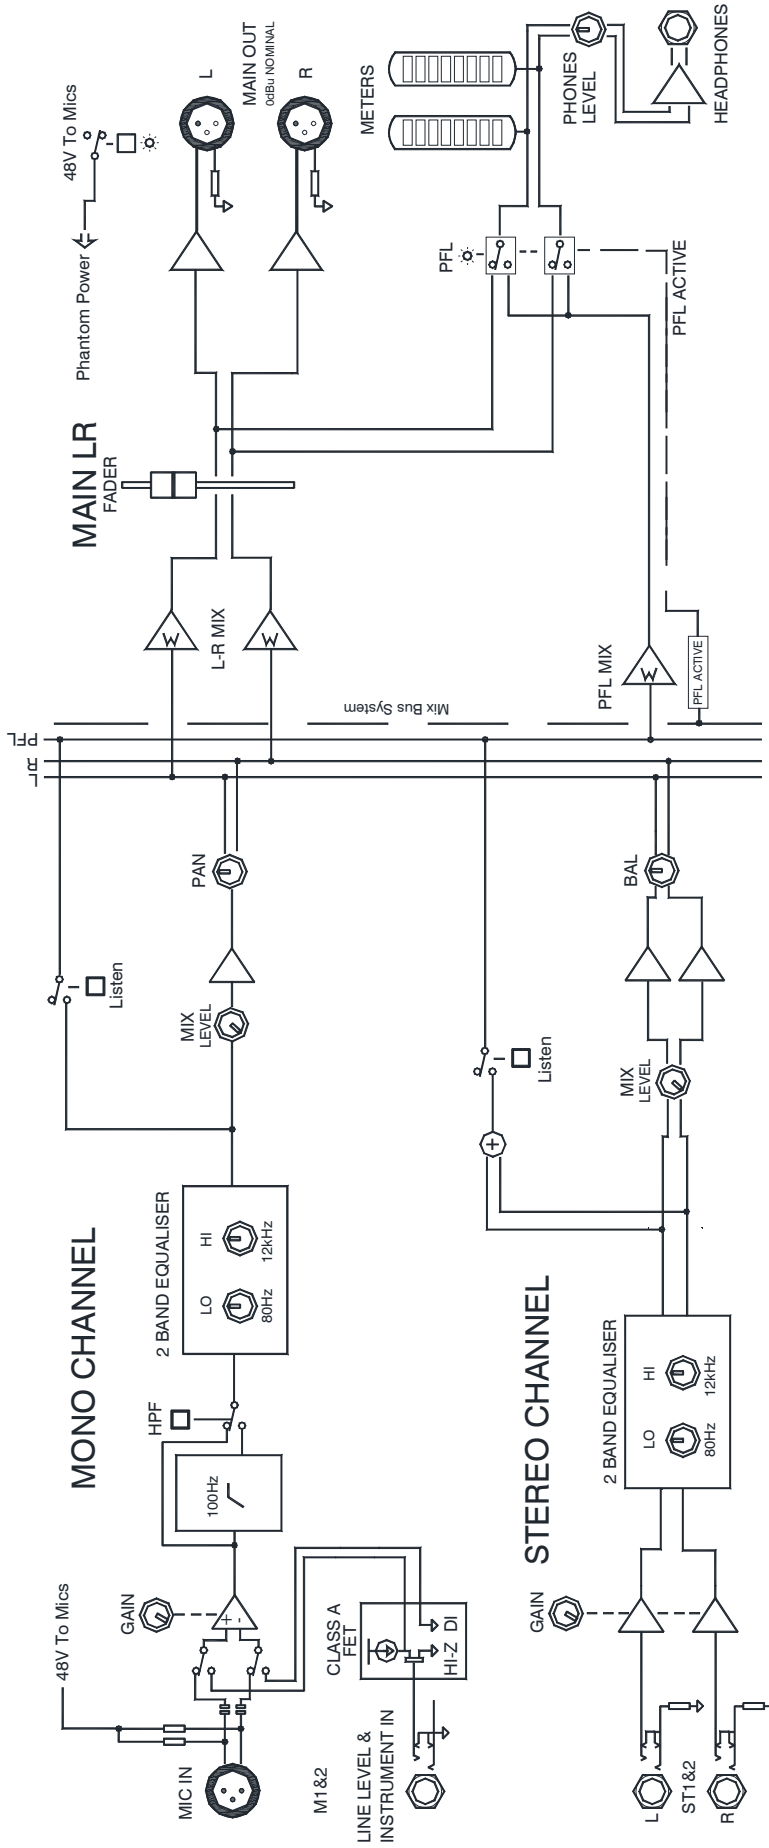 48V To Mics
Phantom Power
L
MAIN OUT
0dBu NOMINAL
R
METERS
PHONES
LEVEL
HEADPHONES
PFL
PFL ACTIVE
MAIN LR
FADER
L-R MIX
PFL MIX
PFL ACTIVE
Mix Bus System
PFL
R
L
PAN
BAL
Listen
MIX
LEVEL
Listen
MIX
LEVEL
MONO CHANNEL
2 BAND EQUALISER
LO
HI
80Hz
12kHz
HPF
100Hz
STEREO CHANNEL
2 BAND EQUALISER
LO
HI
80Hz
12kHz
48V To Mics
GAIN
+
-
MIC IN
CLASS A
FET
HI-Z DI
M1&2
LINE LEVEL &
INSTRUMENT IN
GAIN
L
ST1&2
R